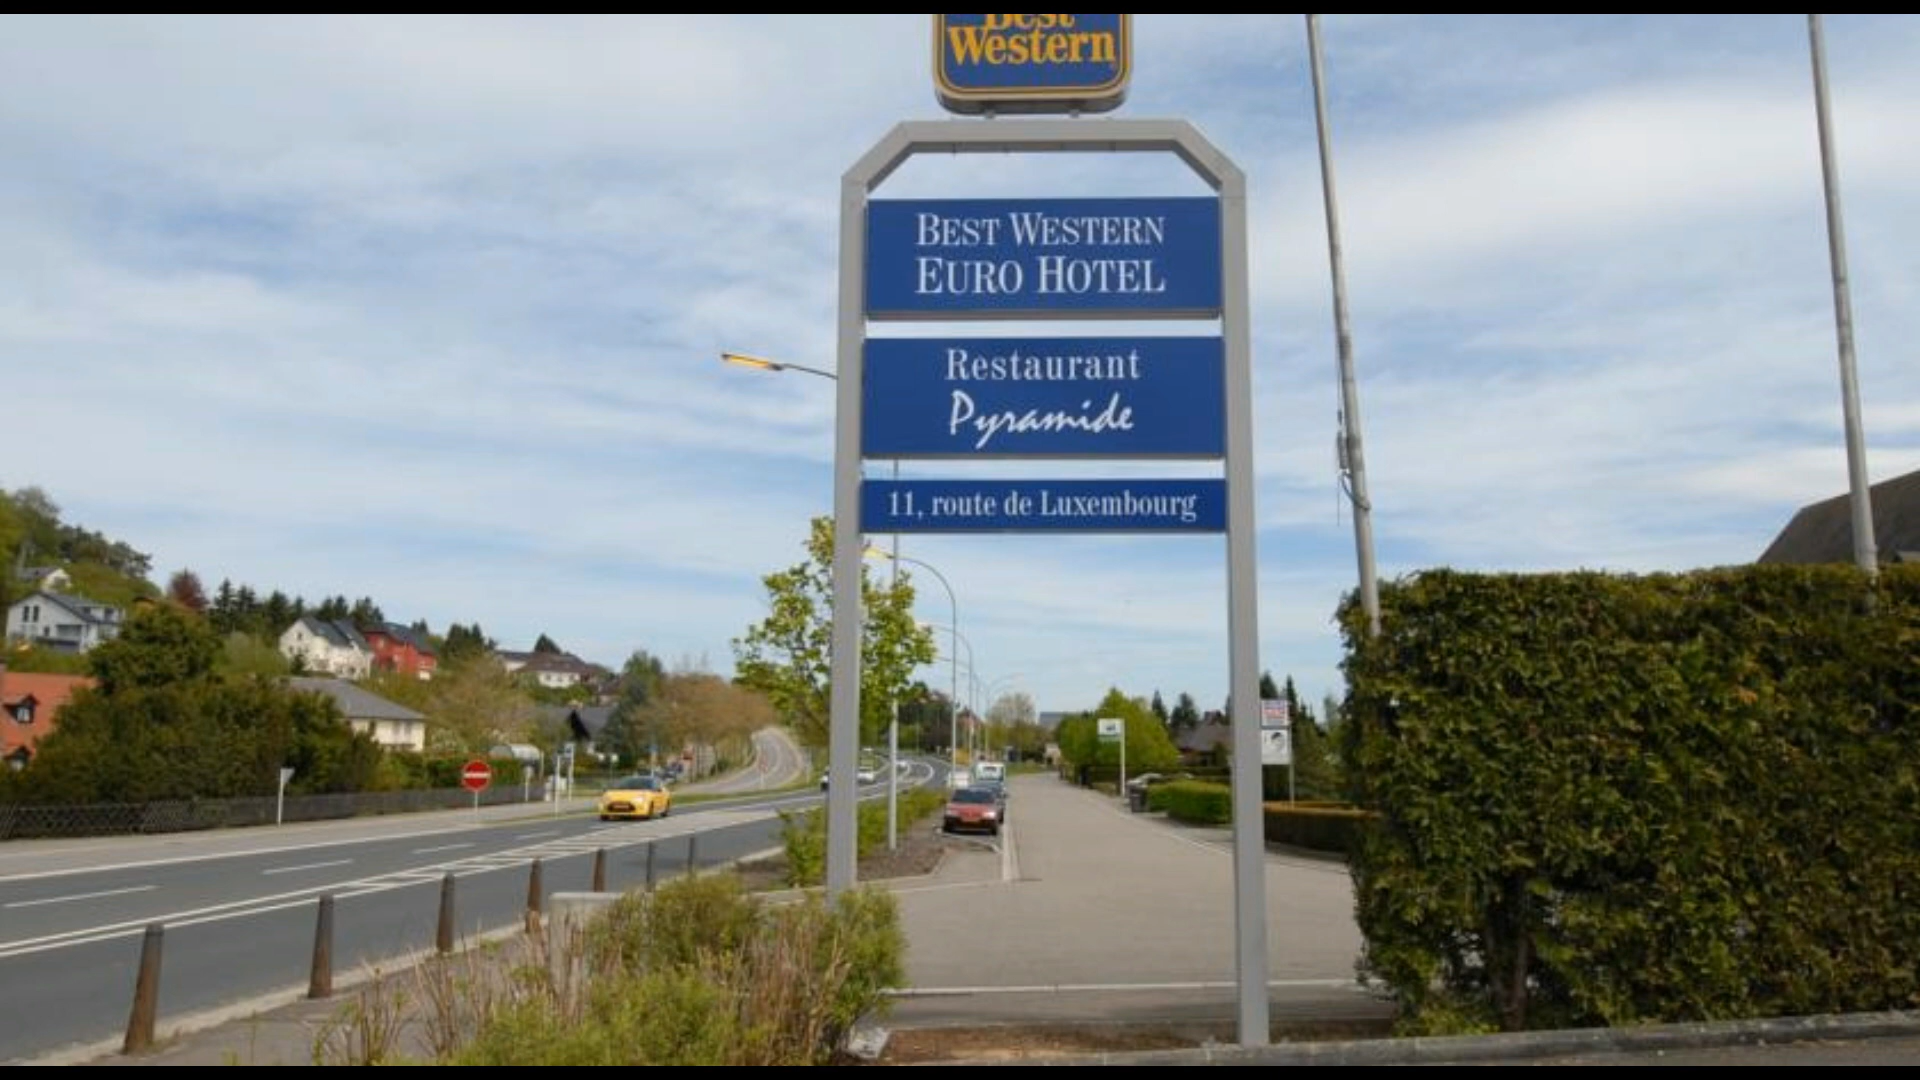 Best
Western
BEST WESTERN
EURO HOTEL
Restaurant
Pyramide
11, route de Luxembourg